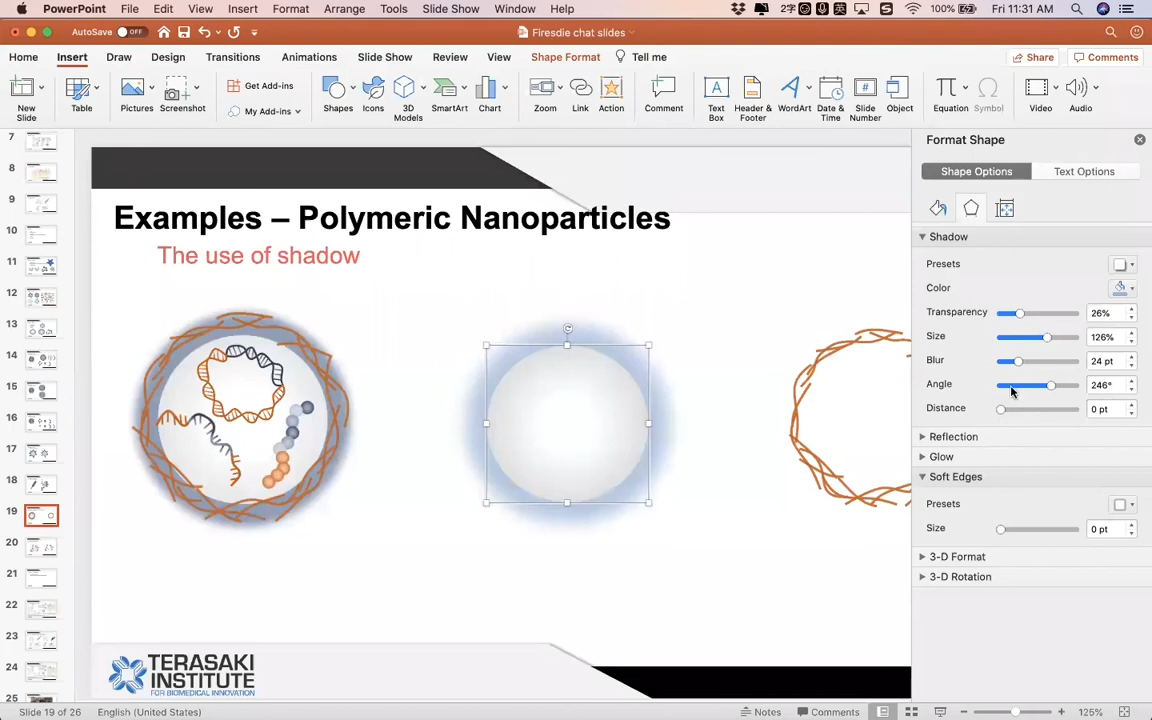 PowerPoint File Edit View Insert Format Arrange Tools Slide Show Window Help 2字 英 100% Fri 11:31 AM
AutoSave OFF Firesdie chat slides
Home Insert Draw Design Transitions Animations Slide Show Review View Shape Format Tell me Share Comments
New Slide
Table
Pictures
Screenshot
Get Add-ins
My Add-ins
Shapes
Icons
3D Models
SmartArt
Chart
Zoom
Link
Action
Comment
Text Box
Header & Footer
WordArt
Date & Time
Slide Number
Object
Equation
Symbol
Video
Audio
7
8
9
10
11
12
13
14
15
16
17
18
19
20
21
22
23
24
25
Examples – Polymeric Nanoparticles
The use of shadow
TERASAKI
INSTITUTE
FOR BIOMEDICAL INNOVATION
Format Shape
Shape Options Text Options
Shadow
Presets
Color
Transparency 26%
Size 126%
Blur 24 pt
Angle 246°
Distance 0 pt
Reflection
Glow
Soft Edges
Presets
Size 0 pt
3-D Format
3-D Rotation
Slide 19 of 26 English (United States) Notes Comments 125%